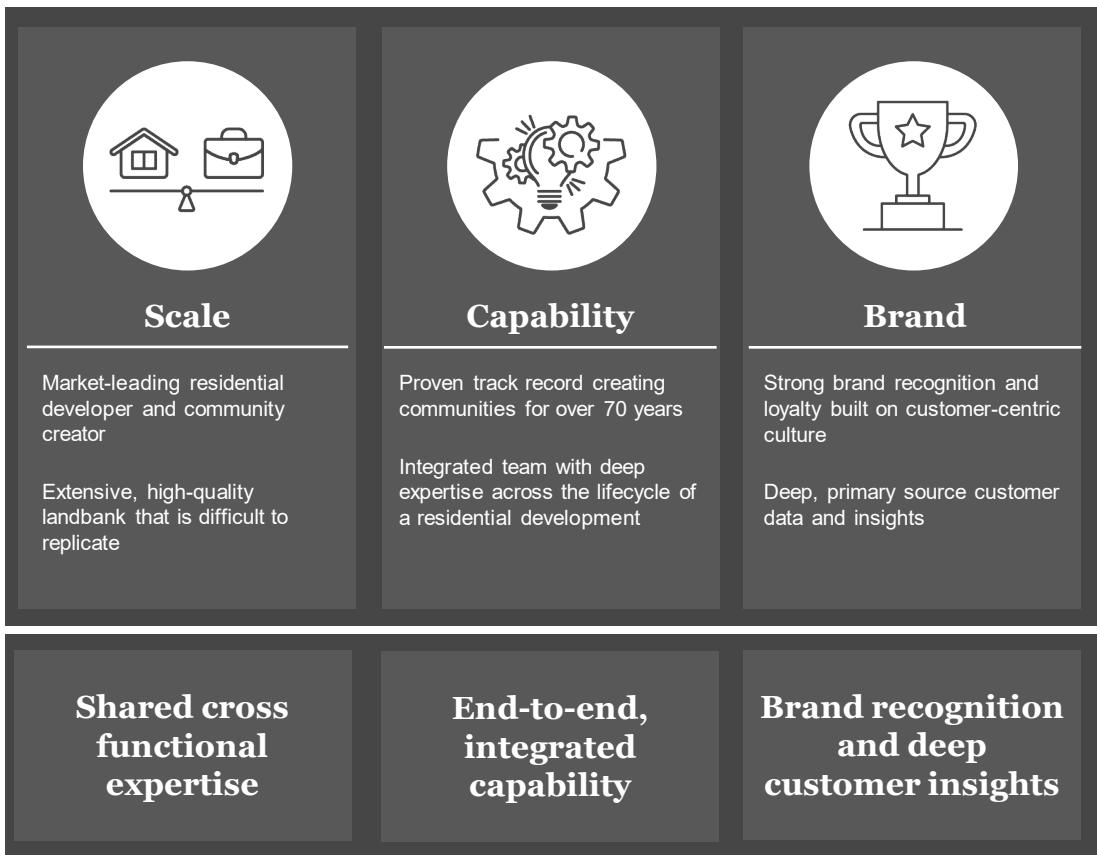 Scale
Market-leading residential
developer and community
creator
Extensive, high-quality
landbank that is difficult to
replicate
Capability
Proven track record creating
communities for over 70 years
Integrated team with deep
expertise across the lifecycle of
a residential development
Brand
Strong brand recognition and
loyalty built on customer-centric
culture
Deep, primary source customer
data and insights
Shared cross
functional
expertise
End-to-end,
integrated
capability
Brand recognition
and deep
customer insights